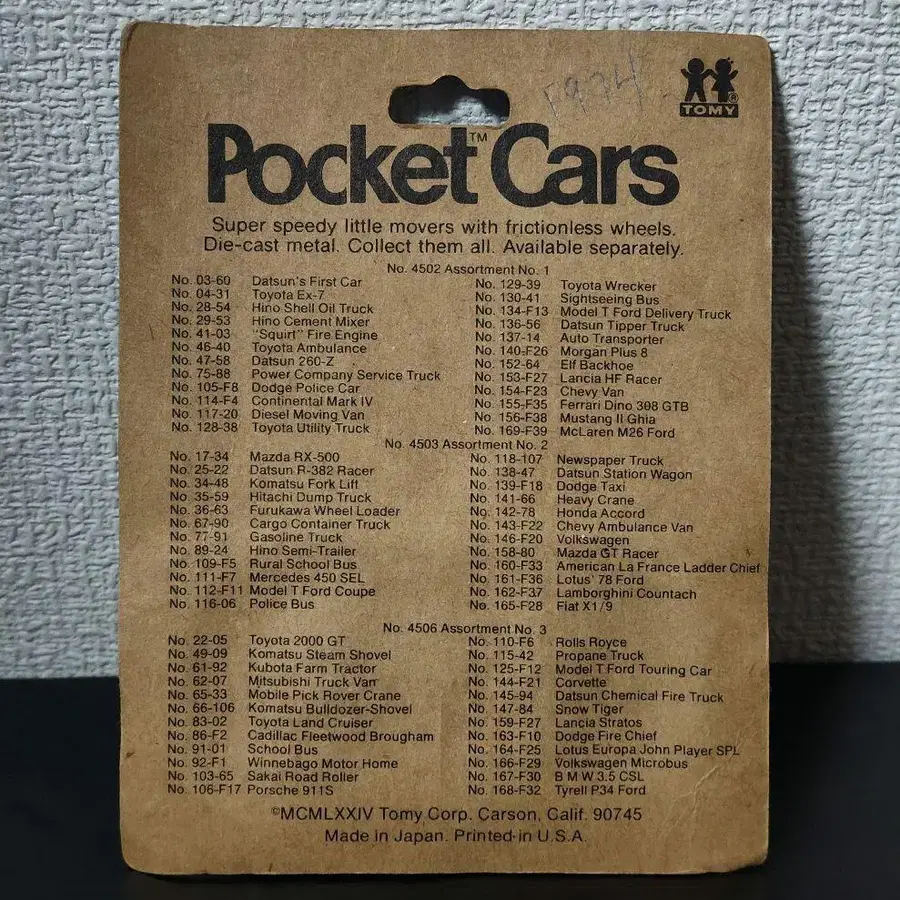 1974
TOMY
Pocket™ Cars
Super speedy little movers with frictionless wheels.
Die-cast metal. Collect them all. Available separately.
No. 4502 Assortment No. 1
No. 03-60 Datsun's First Car
No. 04-31 Toyota Ex-7
No. 28-54 Hino Shell Oil Truck
No. 29-53 Hino Cement Mixer
No. 41-03 "Squirt" Fire Engine
No. 46-40 Toyota Ambulance
No. 47-58 Datsun 260-Z
No. 75-88 Power Company Service Truck
No. 105-F8 Dodge Police Car
No. 114-F4 Continental Mark IV
No. 117-20 Diesel Moving Van
No. 128-38 Toyota Utility Truck
No. 129-39 Toyota Wrecker
No. 130-41 Sightseeing Bus
No. 134-F13 Model T Ford Delivery Truck
No. 136-56 Datsun Tipper Truck
No. 137-14 Auto Transporter
No. 140-F26 Morgan Plus 8
No. 152-64 Elf Backhoe
No. 153-F27 Lancia HF Racer
No. 154-F23 Chevy Van
No. 155-F35 Ferrari Dino 308 GTB
No. 156-F38 Mustang II Ghia
No. 169-F39 McLaren M26 Ford
No. 4503 Assortment No. 2
No. 17-34 Mazda RX-500
No. 25-22 Datsun R-382 Racer
No. 34-48 Komatsu Fork Lift
No. 35-59 Hitachi Dump Truck
No. 36-63 Furukawa Wheel Loader
No. 67-90 Cargo Container Truck
No. 77-91 Gasoline Truck
No. 89-24 Hino Semi-Trailer
No. 109-F5 Rural School Bus
No. 111-F7 Mercedes 450 SEL
No. 112-F11 Model T Ford Coupe
No. 116-06 Police Bus
No. 118-107 Newspaper Truck
No. 138-47 Datsun Station Wagon
No. 139-F18 Dodge Taxi
No. 141-66 Heavy Crane
No. 142-78 Honda Accord
No. 143-F22 Chevy Ambulance Van
No. 146-F20 Volkswagen
No. 158-80 Mazda GT Racer
No. 160-F33 American La France Ladder Chief
No. 161-F36 Lotus' 78 Ford
No. 162-F37 Lamborghini Countach
No. 165-F28 Fiat X1/9
No. 4506 Assortment No. 3
No. 22-05 Toyota 2000 GT
No. 49-09 Komatsu Steam Shovel
No. 61-92 Kubota Farm Tractor
No. 62-07 Mitsubishi Truck Van
No. 65-33 Mobile Pick Rover Crane
No. 66-106 Komatsu Bulldozer-Shovel
No. 83-02 Toyota Land Cruiser
No. 86-F2 Cadillac Fleetwood Brougham
No. 91-01 School Bus
No. 92-F1 Winnebago Motor Home
No. 103-65 Sakai Road Roller
No. 106-F17 Porsche 911S
No. 110-F6 Rolls Royce
No. 115-42 Propane Truck
No. 125-F12 Model T Ford Touring Car
No. 144-F21 Corvette
No. 145-94 Datsun Chemical Fire Truck
No. 147-84 Snow Tiger
No. 159-F27 Lancia Stratos
No. 163-F10 Dodge Fire Chief
No. 164-F25 Lotus Europa John Player SPL
No. 166-F29 Volkswagen Microbus
No. 167-F30 B M W 3.5 CSL
No. 168-F32 Tyrell P34 Ford
©MCMLXXIV Tomy Corp. Carson, Calif. 90745
Made in Japan. Printed in U.S.A.